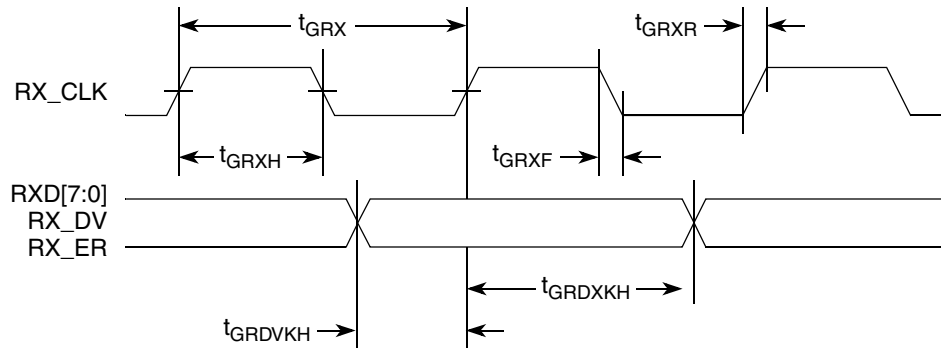 tGRX
tGRXR
RX_CLK
tGRXH
tGRXF
RXD[7:0]
RX_DV
RX_ER
tGRDXKH
tGRDVKH